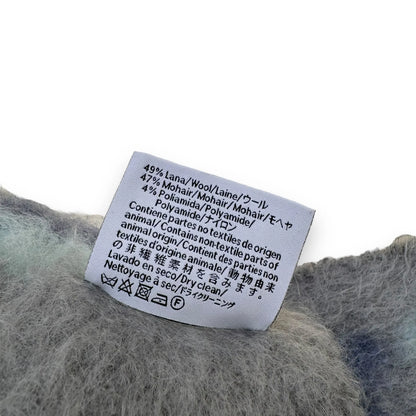 49% Lana/Wool/Laine/ウール
47% Mohair/Mohair/Mohair/モヘヤ
4% Poliamida/Polyamide/
Polyamide/ナイロン
Contiene partes no textiles de origen
animal/Contains non-textile parts of
animal origin/Contient des parties non
textiles d'origine animale/動物由来
の非繊維素材を含みます
Lavado en seco/Dry clean/
Nettoyage à sec/ドライクリーニング
F